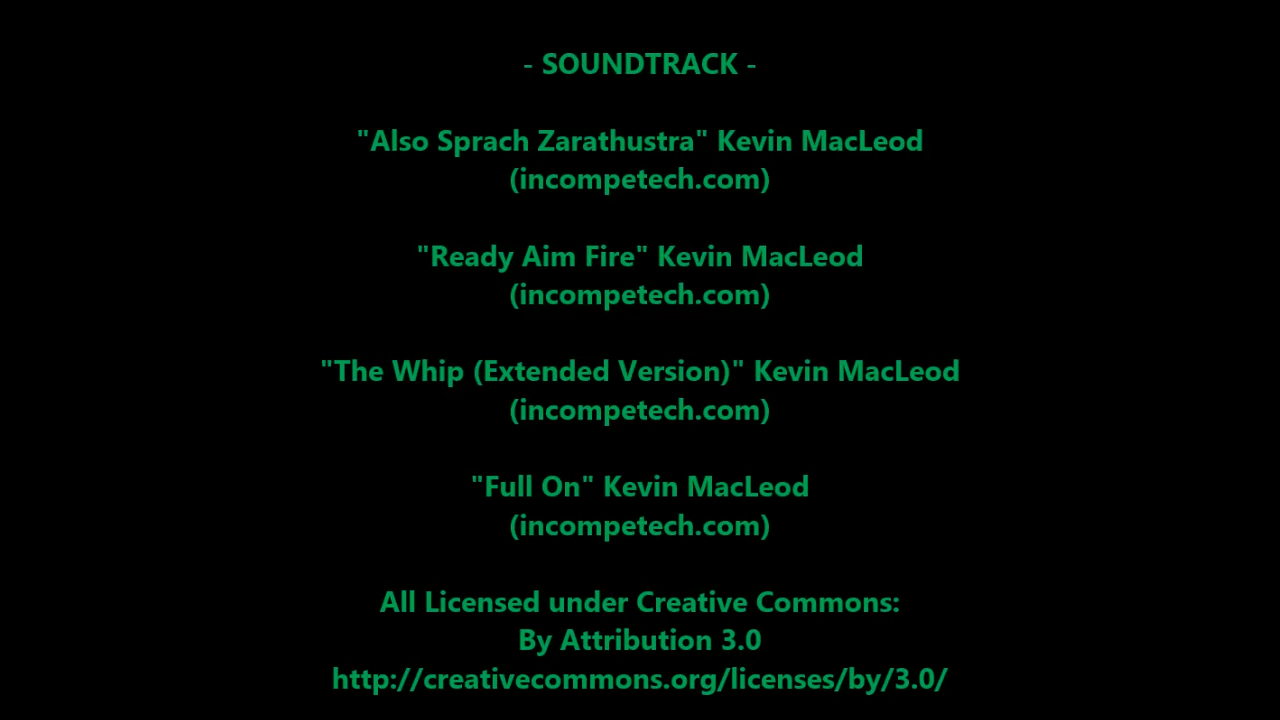 - SOUNDTRACK -
"Also Sprach Zarathustra" Kevin MacLeod
(incompetech.com)
"Ready Aim Fire" Kevin MacLeod
(incompetech.com)
"The Whip (Extended Version)" Kevin MacLeod
(incompetech.com)
"Full On" Kevin MacLeod
(incompetech.com)
All Licensed under Creative Commons:
By Attribution 3.0
http://creativecommons.org/licenses/by/3.0/